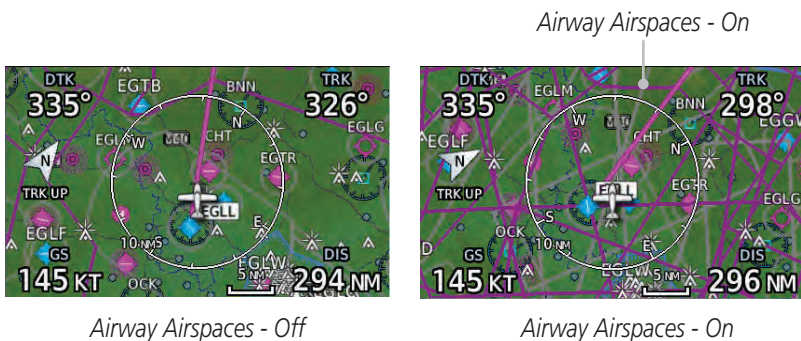 Airway Airspaces - On
DTK
335°
EGTB
BNN
TRK
326°
N
EGLG
W
CHT
EGTR
N
TRK UP
EGLL
EGLF
E
10 NM
S
GS
145 KT
OCK
EGLW
5 NM
DIS
294 NM
DTK
335°
EGLM
BNN
TRK
298°
W
CHT
N
EGLF
N
TRK UP
EGLL
EGTR
EGLG
S
OCK
10 NM
E
D
GS
145 KT
EGLW
5 NM
DIS
296 NM
Airway Airspaces - Off
Airway Airspaces - On